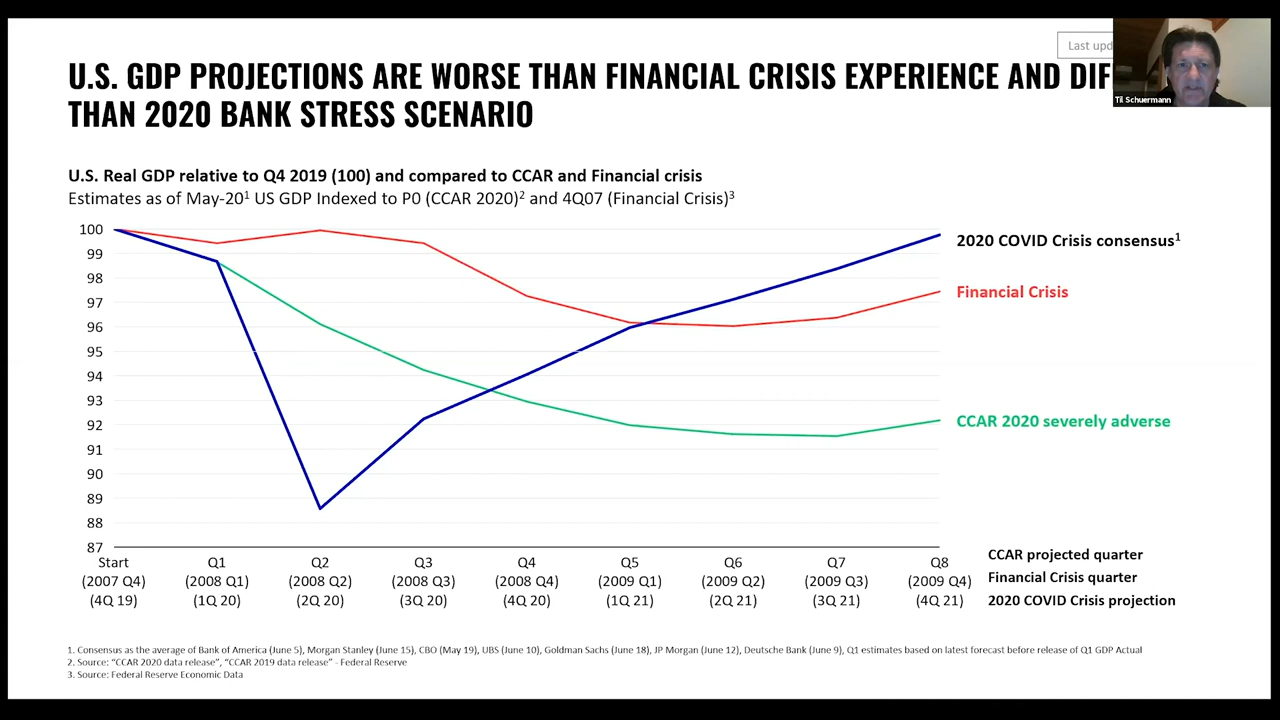 Last upd
U.S. GDP PROJECTIONS ARE WORSE THAN FINANCIAL CRISIS EXPERIENCE AND DIF
THAN 2020 BANK STRESS SCENARIO
Til Schuermann
U.S. Real GDP relative to Q4 2019 (100) and compared to CCAR and Financial crisis
Estimates as of May-20¹ US GDP Indexed to P0 (CCAR 2020)² and 4Q07 (Financial Crisis)³
100
99
98
97
96
95
94
93
92
91
90
89
88
87
2020 COVID Crisis consensus¹
Financial Crisis
CCAR 2020 severely adverse
Start Q1 Q2 Q3 Q4 Q5 Q6 Q7 Q8
(2007 Q4) (2008 Q1) (2008 Q2) (2008 Q3) (2008 Q4) (2009 Q1) (2009 Q2) (2009 Q3) (2009 Q4)
(4Q 19) (1Q 20) (2Q 20) (3Q 20) (4Q 20) (1Q 21) (2Q 21) (3Q 21) (4Q 21)
CCAR projected quarter
Financial Crisis quarter
2020 COVID Crisis projection
1. Consensus as the average of Bank of America (June 5), Morgan Stanley (June 15), CBO (May 19), UBS (June 10), Goldman Sachs (June 18), JP Morgan (June 12), Deutsche Bank (June 9), Q1 estimates based on latest forecast before release of Q1 GDP Actual
2. Source: “CCAR 2020 data release”, “CCAR 2019 data release” - Federal Reserve
3. Source: Federal Reserve Economic Data